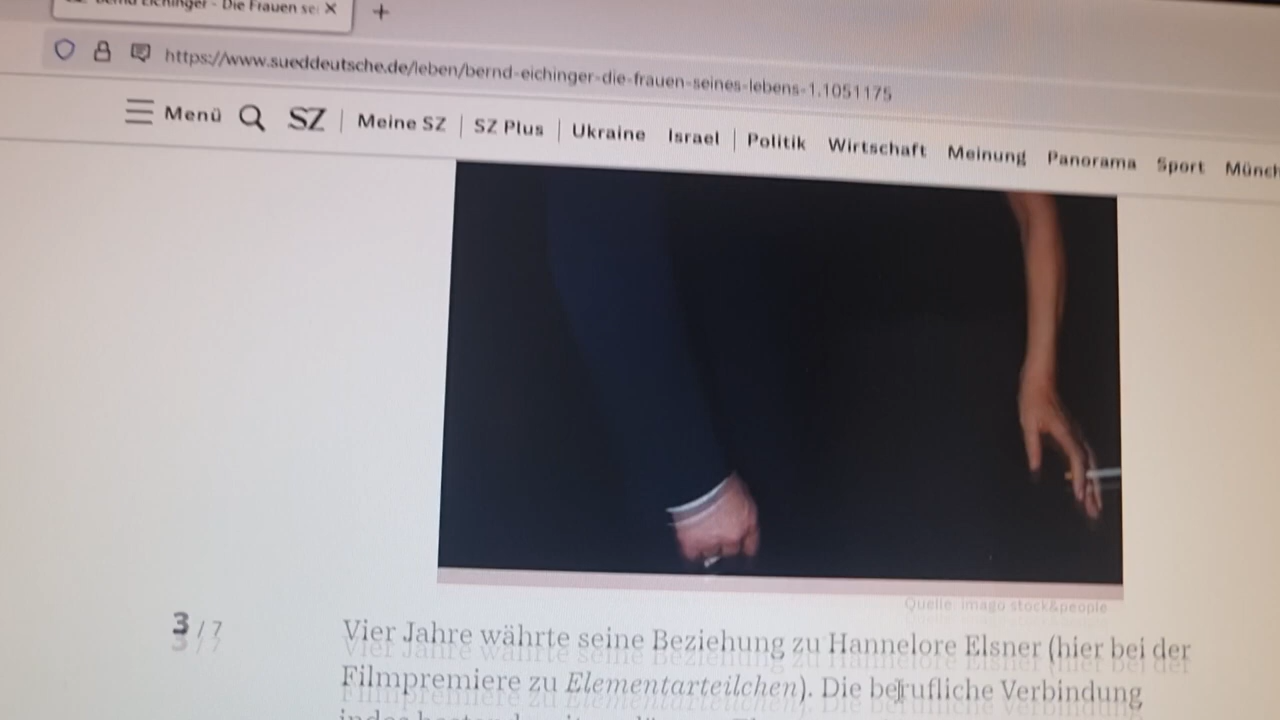 Bernd Eichinger - Die Frauen se
https://www.sueddeutsche.de/leben/bernd-eichinger-die-frauen-seines-lebens-1.1051175
Menü SZ Meine SZ SZ Plus Ukraine Israel Politik Wirtschaft Meinung Panorama Sport Münch
Quelle: imago stock&people
3/7
Vier Jahre währte seine Beziehung zu Hannelore Elsner (hier bei der
Filmpremiere zu Elementarteilchen). Die berufliche Verbindung